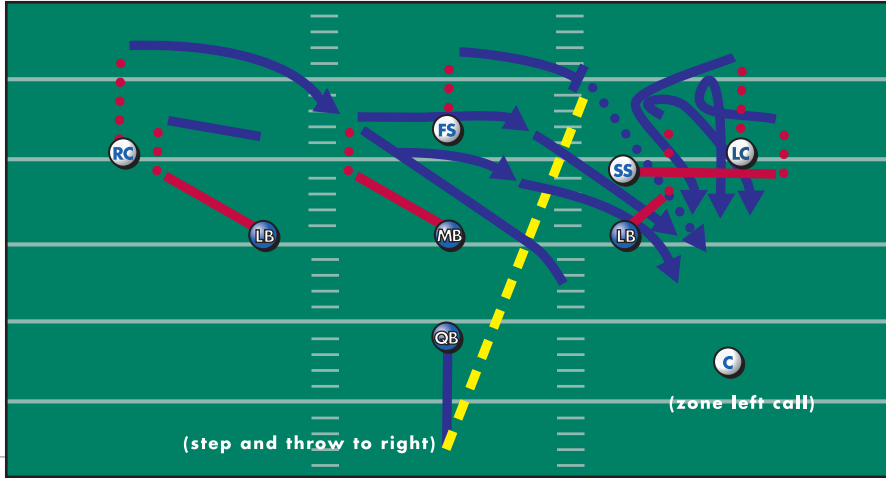 FS
RC
LC
SS
LB
MB
LB
QB
C
(zone left call)
(step and throw to right)